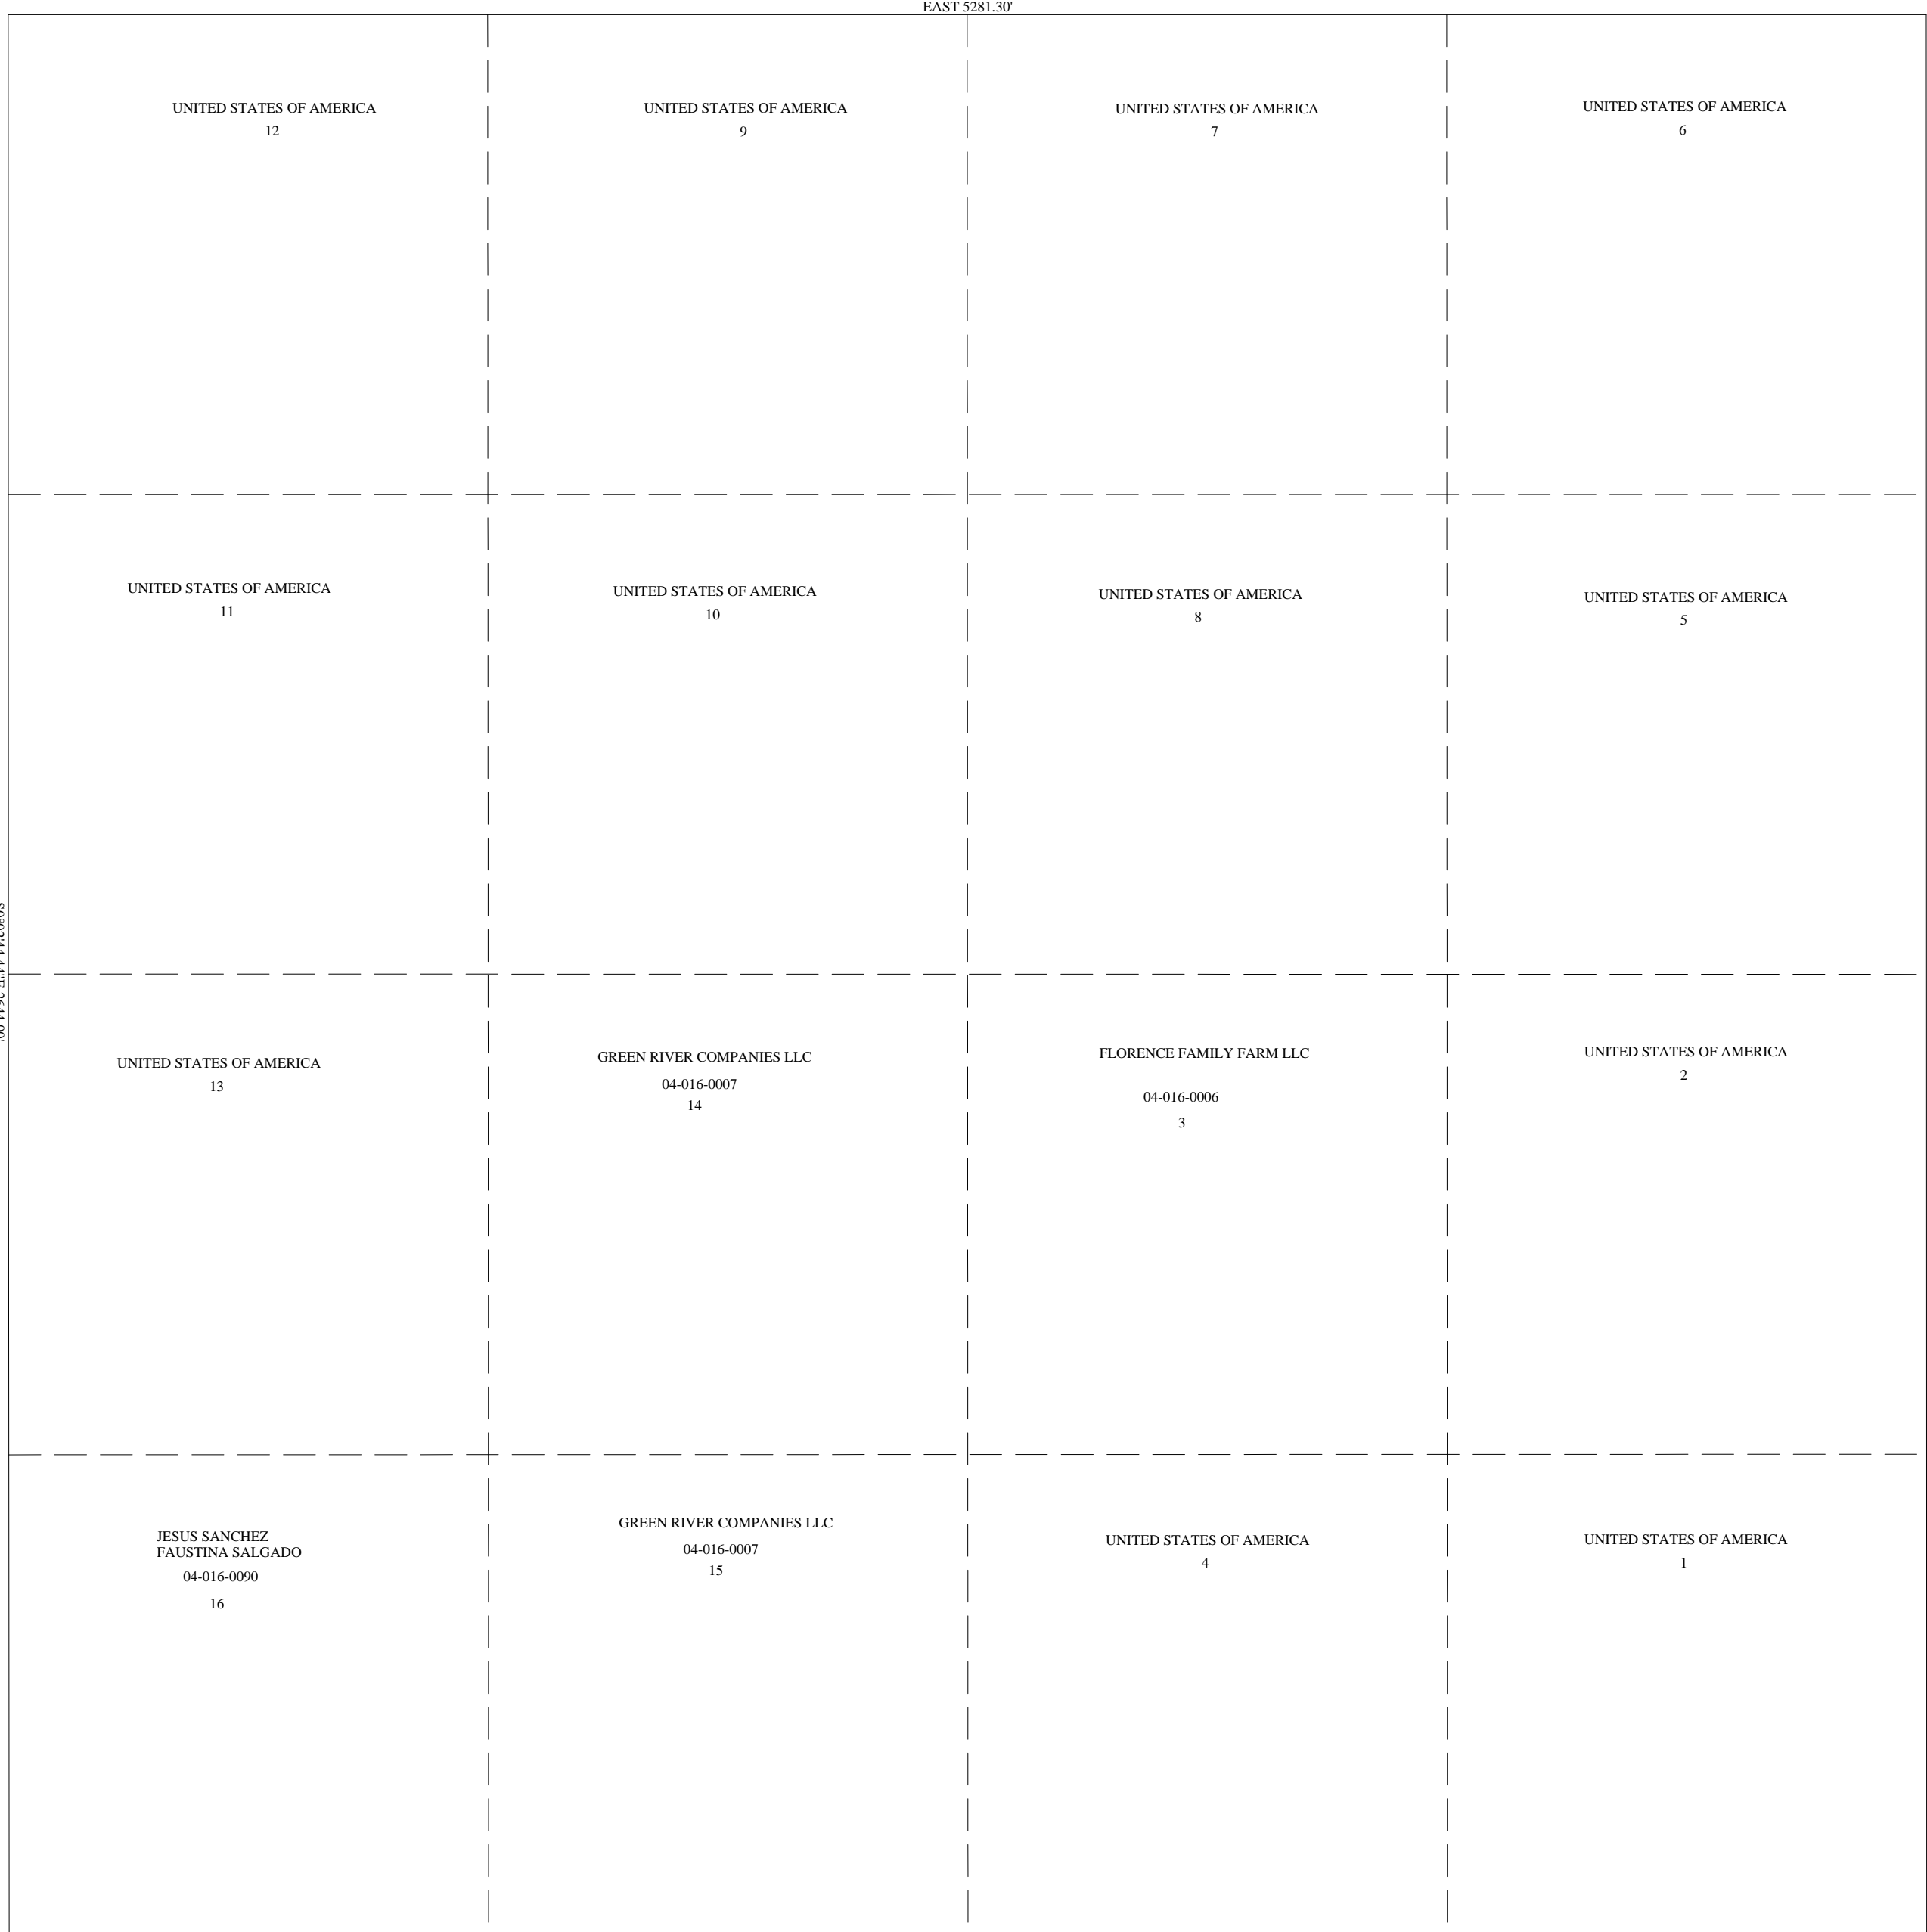 EAST 5281.30'
UNITED STATES OF AMERICA
12
UNITED STATES OF AMERICA
9
UNITED STATES OF AMERICA
7
UNITED STATES OF AMERICA
6
UNITED STATES OF AMERICA
11
UNITED STATES OF AMERICA
10
UNITED STATES OF AMERICA
8
UNITED STATES OF AMERICA
5
UNITED STATES OF AMERICA
13
GREEN RIVER COMPANIES LLC
04-016-0007
14
FLORENCE FAMILY FARM LLC
04-016-0006
3
UNITED STATES OF AMERICA
2
JESUS SANCHEZ
FAUSTINA SALGADO
04-016-0090
16
GREEN RIVER COMPANIES LLC
04-016-0007
15
UNITED STATES OF AMERICA
4
UNITED STATES OF AMERICA
1